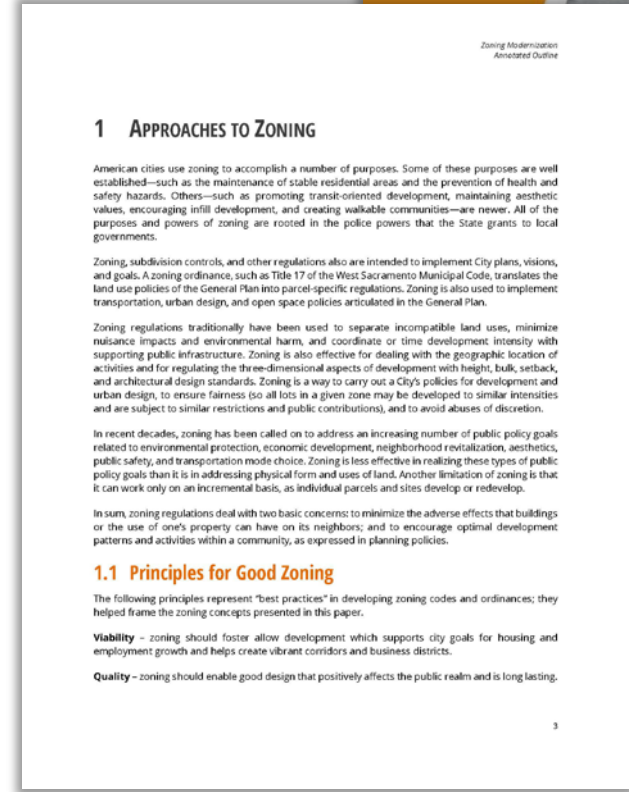 Zoning Modernization
Annotated Outline
1 APPROACHES TO ZONING
American cities use zoning to accomplish a number of purposes. Some of these purposes are well
established—such as the maintenance of stable residential areas and the prevention of health and
safety hazards. Others—such as promoting transit-oriented development, maintaining aesthetic
values, encouraging infill development, and creating walkable communities—are newer. All of the
purposes and powers of zoning are rooted in the police powers that the State grants to local
governments.
Zoning, subdivision controls, and other regulations also are intended to implement City plans, visions,
and goals. A zoning ordinance, such as Title 17 of the West Sacramento Municipal Code, translates the
land use policies of the General Plan into parcel-specific regulations. Zoning is also used to implement
transportation, urban design, and open space policies articulated in the General Plan.
Zoning regulations traditionally have been used to separate incompatible land uses, minimize
nuisance impacts and environmental harm, and coordinate or time development intensity with
supporting public infrastructure. Zoning is also effective for dealing with the geographic location of
activities and for regulating the three-dimensional aspects of development with height, bulk, setback,
and architectural design standards. Zoning is a way to carry out a City's policies for development and
urban design, to ensure fairness (so all lots in a given zone may be developed to similar intensities
and are subject to similar restrictions and public contributions), and to avoid abuses of discretion.
In recent decades, zoning has been called on to address an increasing number of public policy goals
related to environmental protection, economic development, neighborhood revitalization, aesthetics,
public safety, and transportation mode choice. Zoning is less effective in realizing these types of public
policy goals than it is in addressing physical form and uses of land. Another limitation of zoning is that
it can work only on an incremental basis, as individual parcels and sites develop or redevelop.
In sum, zoning regulations deal with two basic concerns: to minimize the adverse effects that buildings
or the use of one's property can have on its neighbors; and to encourage optimal development
patterns and activities within a community, as expressed in planning policies.
1.1 Principles for Good Zoning
The following principles represent "best practices" in developing zoning codes and ordinances; they
helped frame the zoning concepts presented in this paper.
Viability – zoning should foster allow development which supports city goals for housing and
employment growth and helps create vibrant corridors and business districts.
Quality – zoning should enable good design that positively affects the public realm and is long lasting.
3